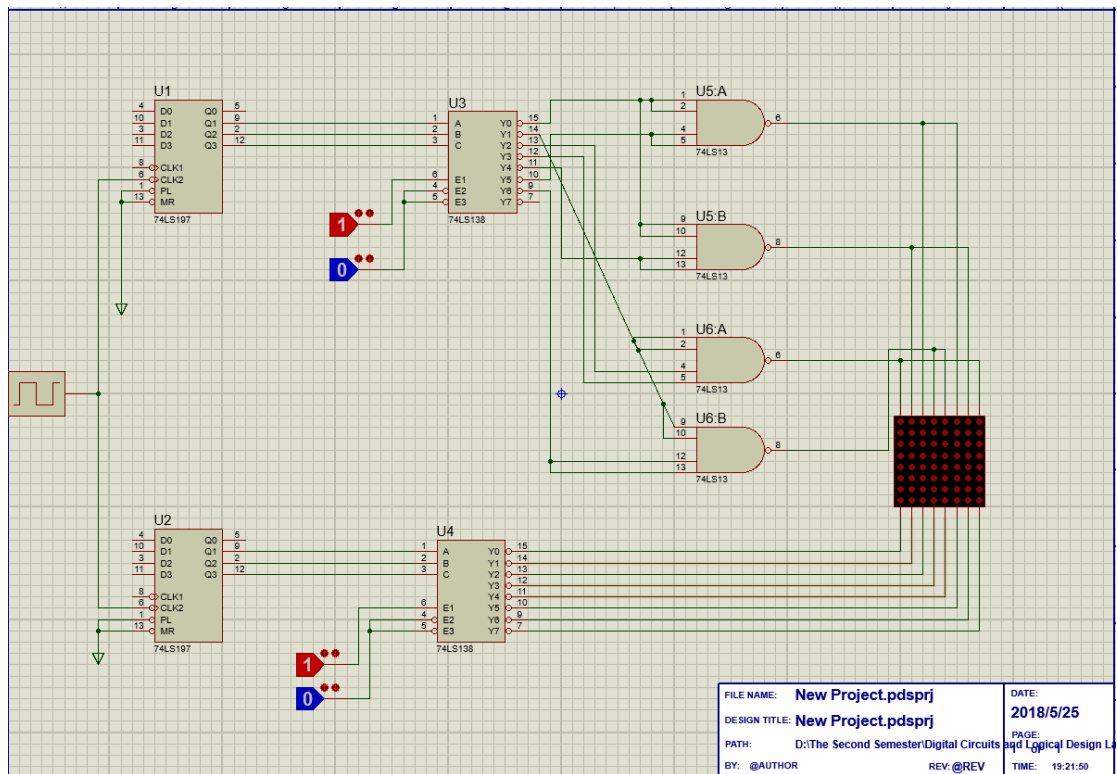 U1
4 D0 Q0 5
10 D1 Q1 9
3 D2 Q2 2
11 D3 Q3 12
8 CLK1
6 CLK2
1 PL
13 MR
74LS197
U3
1 A Y0 15
2 B Y1 14
3 C Y2 13
Y3 12
Y4 11
6 E1 Y5 10
4 E2 Y6 9
5 E3 Y7 7
74LS138
1
0
U5:A
1
2
4
5
6
74LS13
U5:B
9
10
12
13
8
74LS13
U6:A
1
2
4
5
6
74LS13
U6:B
9
10
12
13
8
74LS13
U2
4 D0 Q0 5
10 D1 Q1 9
3 D2 Q2 2
11 D3 Q3 12
8 CLK1
6 CLK2
1 PL
13 MR
74LS197
U4
1 A Y0 15
2 B Y1 14
3 C Y2 13
Y3 12
Y4 11
Y5 10
6 E1 Y6 9
4 E2 Y7 7
5 E3
74LS138
1
0
FILE NAME: New Project.pdsprj
DESIGN TITLE: New Project.pdsprj
PATH: D:\The Second Semester\Digital Circuits and Logical Design La
BY: @AUTHOR REV: @REV
DATE:
2018/5/25
PAGE:
TIME: 19:21:50